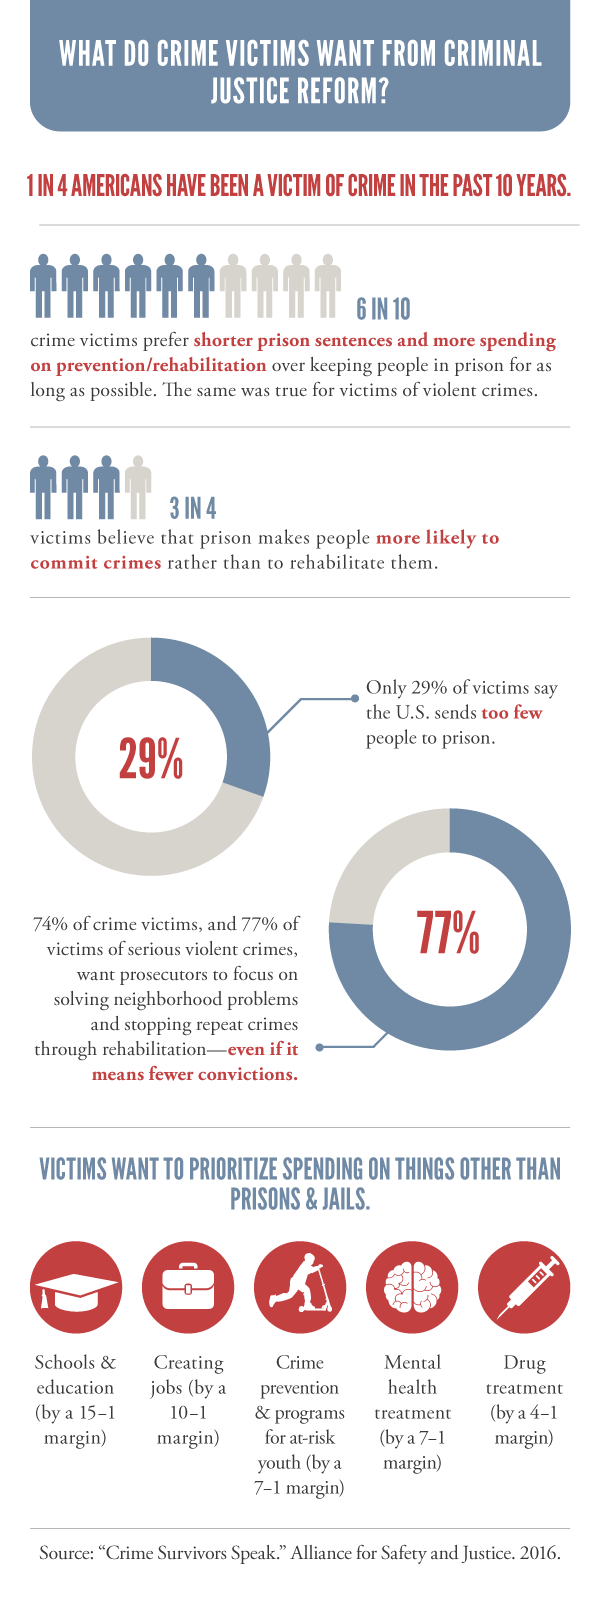 WHAT DO CRIME VICTIMS WANT FROM CRIMINAL
JUSTICE REFORM?
1 IN 4 AMERICANS HAVE BEEN A VICTIM OF CRIME IN THE PAST 10 YEARS.
6 IN 10
crime victims prefer shorter prison sentences and more spending
on prevention/rehabilitation over keeping people in prison for as
long as possible. The same was true for victims of violent crimes.
3 IN 4
victims believe that prison makes people more likely to
commit crimes rather than to rehabilitate them.
29%
Only 29% of victims say
the U.S. sends too few
people to prison.
77%
74% of crime victims, and 77% of
victims of serious violent crimes,
want prosecutors to focus on
solving neighborhood problems
and stopping repeat crimes
through rehabilitation—even if it
means fewer convictions.
VICTIMS WANT TO PRIORITIZE SPENDING ON THINGS OTHER THAN
PRISONS & JAILS.
Schools &
education
(by a 15–1
margin)
Creating
jobs (by a
10–1
margin)
Crime
prevention
& programs
for at-risk
youth (by a
7–1 margin)
Mental
health
treatment
(by a 7–1
margin)
Drug
treatment
(by a 4–1
margin)
Source: “Crime Survivors Speak.” Alliance for Safety and Justice. 2016.